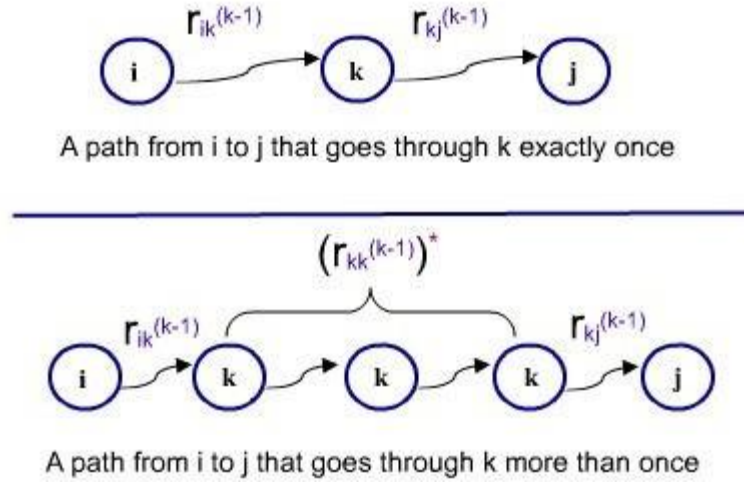 r_ik^(k-1) r_kj^(k-1)
i k j
A path from i to j that goes through k exactly once
(r_kk^(k-1))*
r_ik^(k-1) r_kj^(k-1)
i k k k j
A path from i to j that goes through k more than once